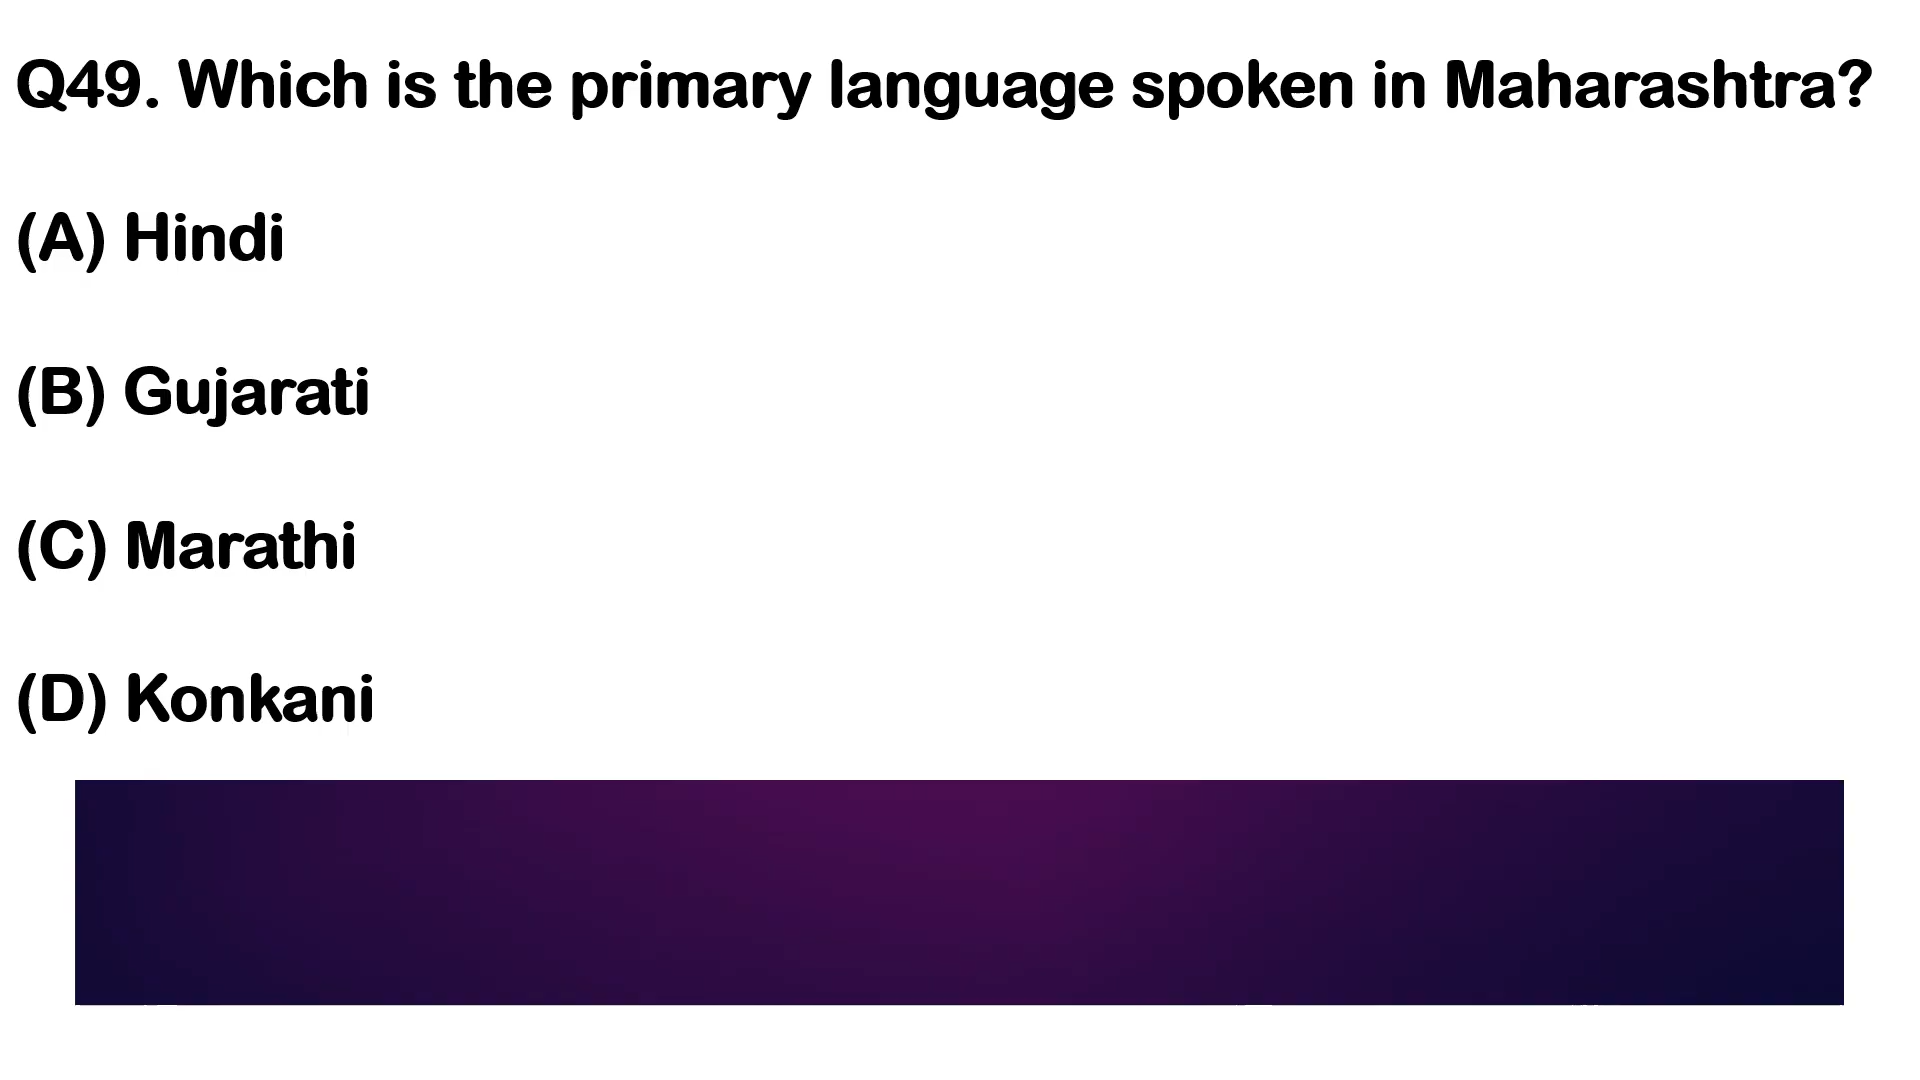 Q49. Which is the primary language spoken in Maharashtra?
(A) Hindi
(B) Gujarati
(C) Marathi
(D) Konkani